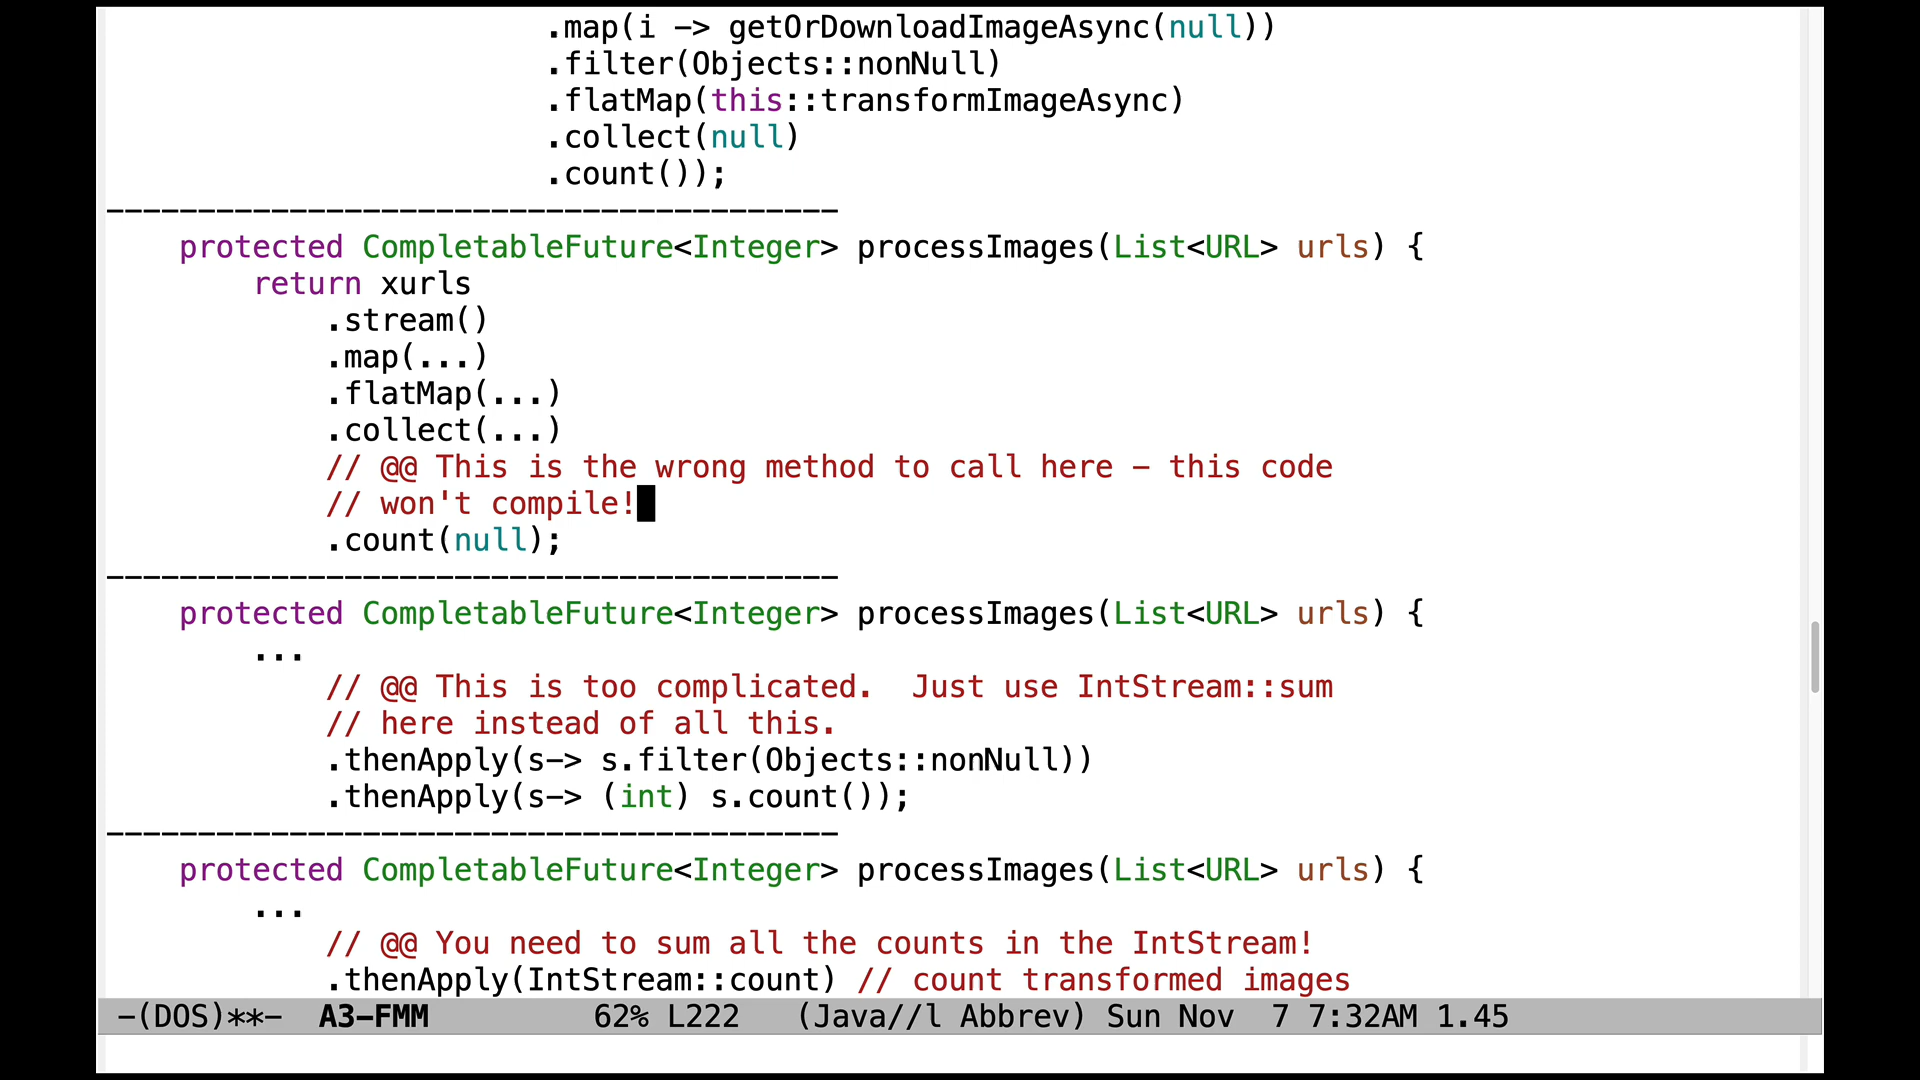 .map(i -> getOrDownloadImageAsync(null))
.filter(Objects::nonNull)
.flatMap(this::transformImageAsync)
.collect(null)
.count());
----------------------------------------
protected CompletableFuture<Integer> processImages(List<URL> urls) {
return xurls
.stream()
.map(...)
.flatMap(...)
.collect(...)
// @@ This is the wrong method to call here – this code
// won't compile!
.count(null);
----------------------------------------
protected CompletableFuture<Integer> processImages(List<URL> urls) {
...
// @@ This is too complicated.  Just use IntStream::sum
// here instead of all this.
.thenApply(s-> s.filter(Objects::nonNull))
.thenApply(s-> (int) s.count());
----------------------------------------
protected CompletableFuture<Integer> processImages(List<URL> urls) {
...
// @@ You need to sum all the counts in the IntStream!
.thenApply(IntStream::count) // count transformed images
-(DOS)**-  A3-FMM         62% L222   (Java//l Abbrev) Sun Nov  7 7:32AM 1.45